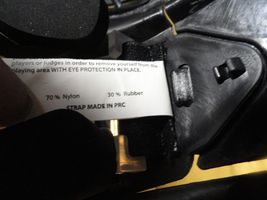 players or judges in order to remove yourself from the
playing area WITH EYE PROTECTION IN PLACE.
70 % Nylon 30 % Rubber
STRAP MADE IN PRC